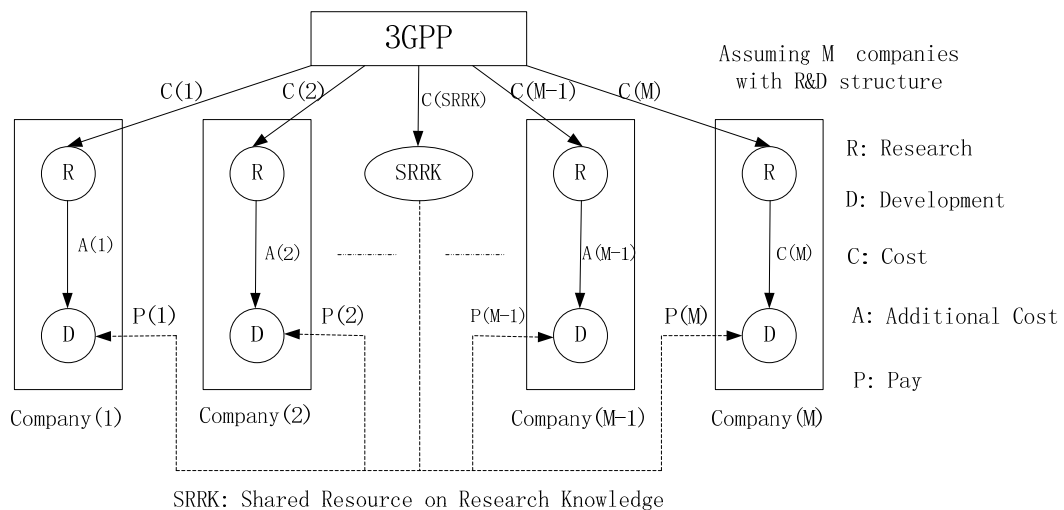 3GPP
Assuming M companies
with R&D structure
C(1)
C(2)
C(SRRK)
C(M-1)
C(M)
R
R
SRRK
R
R
R: Research
D: Development
A(1)
A(2)
A(M-1)
C(M)
C: Cost
P(1)
P(2)
P(M-1)
P(M)
A: Additional Cost
D
D
D
D
P: Pay
Company(1)
Company(2)
Company(M-1)
Company(M)
SRRK: Shared Resource on Research Knowledge